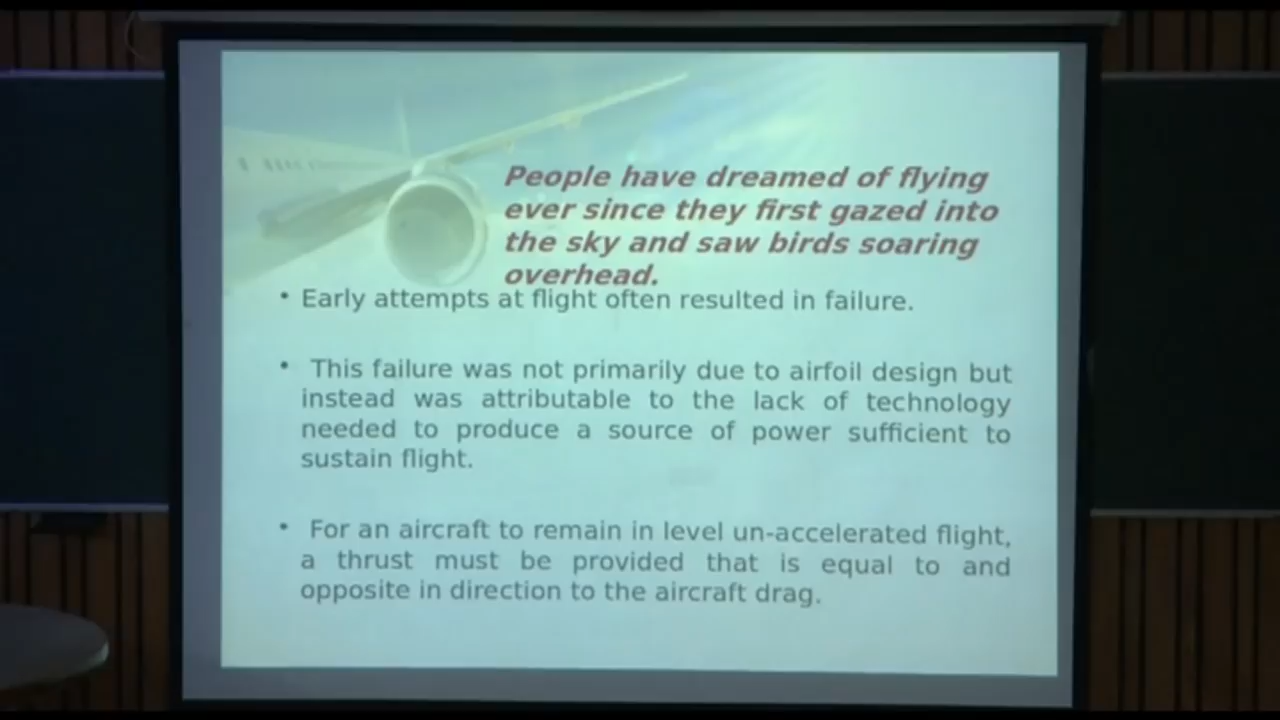 People have dreamed of flying
ever since they first gazed into
the sky and saw birds soaring
overhead.
• Early attempts at flight often resulted in failure.
• This failure was not primarily due to airfoil design but
instead was attributable to the lack of technology
needed to produce a source of power sufficient to
sustain flight.
• For an aircraft to remain in level un-accelerated flight,
a thrust must be provided that is equal to and
opposite in direction to the aircraft drag.